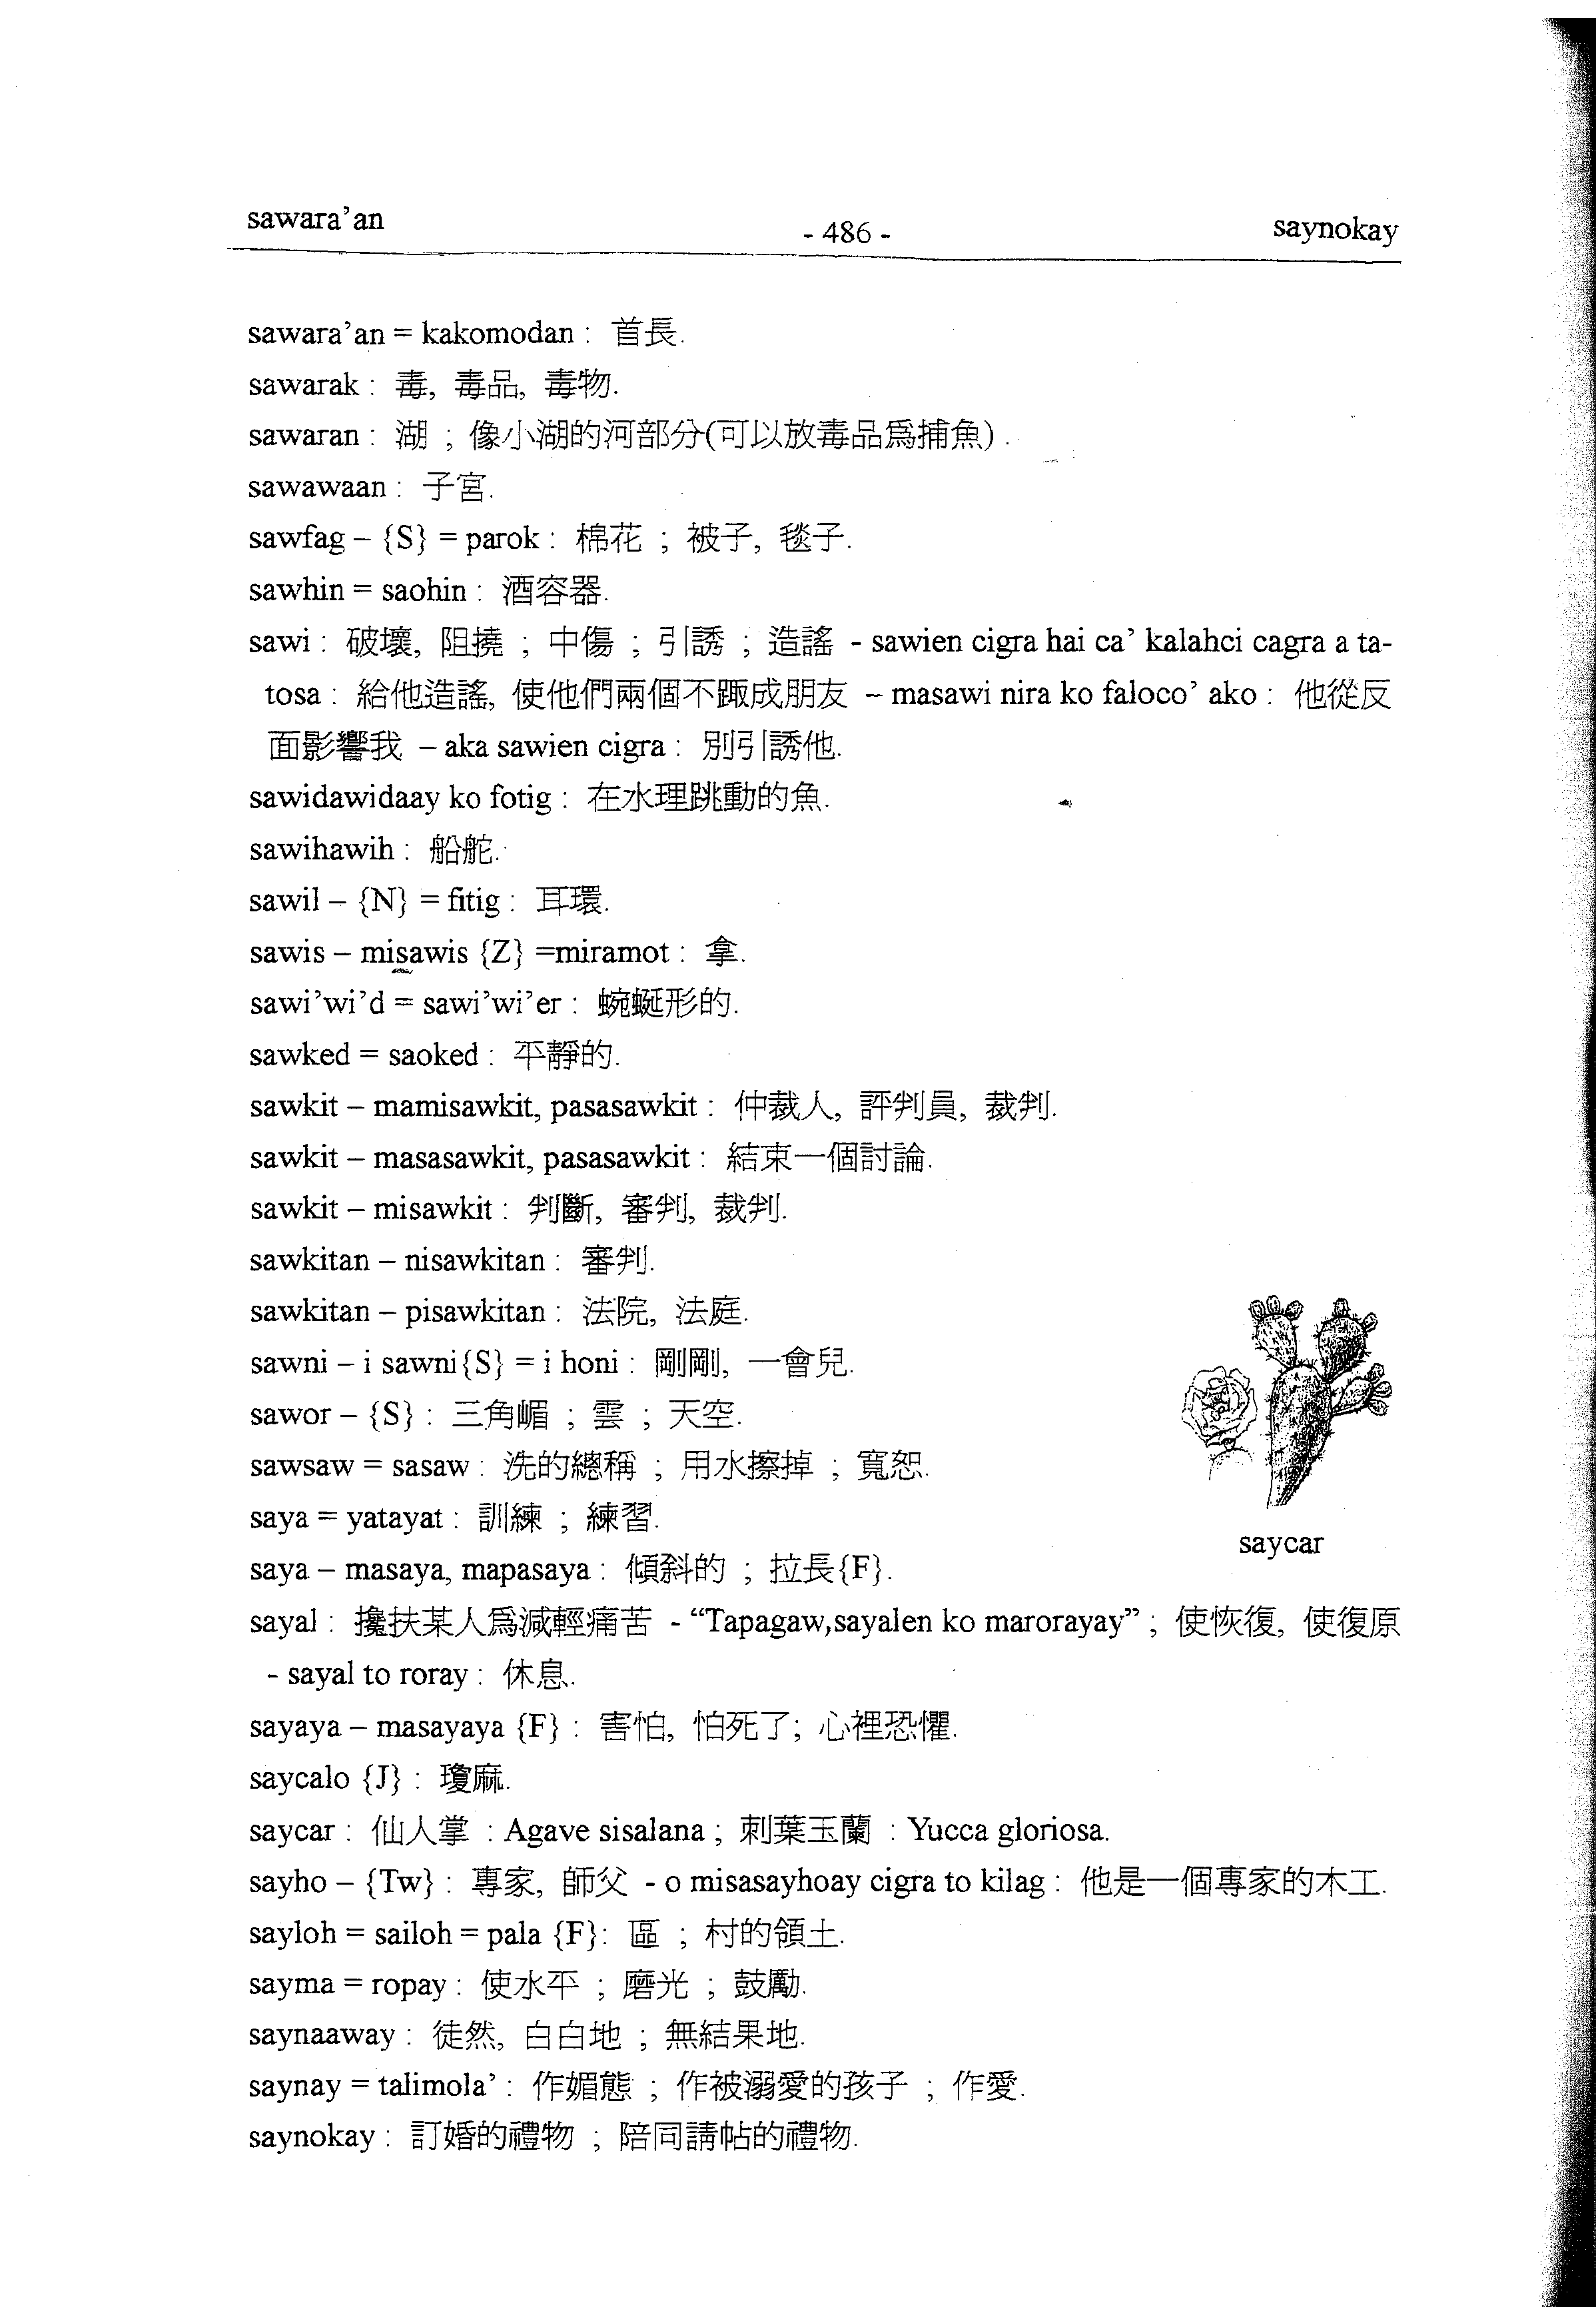 sawara’an
- 486 -
saynokay
sawara’an = kakomodan : 首長.
sawarak : 毒, 毒品, 毒物.
sawaran : 湖 ; 像小湖的河部分(可以放毒品爲捕魚) .
sawawaan : 子宮.
sawfag – {S} = parok : 棉花 ; 被子, 毯子.
sawhin = saohin : 酒容器.
sawi : 破壞, 阻撓 ; 中傷 ; 引誘 ; 造謠 - sawien cigra hai ca’ kalahci cagra a ta-
tosa : 給他造謠, 使他們兩個不踙成朋友 – masawi nira ko faloco’ ako : 他從反
面影響我 – aka sawien cigra : 別引誘他.
sawidawidaay ko fotig : 在水理跳動的魚.
sawihawih : 船舵.
sawil – {N} = fitig : 耳環.
sawis – misawis {Z} =miramot : 拿.
sawi’wi’d = sawi’wi’er : 蜿蜒形的.
sawked = saoked : 平靜的.
sawkit – mamisawkit, pasasawkit : 仲裁人, 評判員, 裁判.
sawkit – masasawkit, pasasawkit : 結束一個討論.
sawkit – misawkit : 判斷, 審判, 裁判.
sawkitan – nisawkitan : 審判.
sawkitan – pisawkitan : 法院, 法庭.
sawni – i sawni{S} = i honi : 剛剛, 一會兒.
sawor – {S} : 三角嵋 ; 雲 ; 天空.
sawsaw = sasaw : 洗的總稱 ; 用水擦掉 ; 寬恕.
saya = yatayat : 訓練 ; 練習.
saycar
saya – masaya, mapasaya : 傾斜的 ; 拉長{F}.
sayal : 攙扶某人爲減輕痛苦 - “Tapagaw,sayalen ko marorayay” ; 使恢復, 使復原
- sayal to roray : 休息.
sayaya – masayaya {F} : 害怕, 怕死了; 心裡恐懼.
saycalo {J} : 瓊麻.
saycar : 仙人掌 : Agave sisalana ; 刺葉玉蘭 : Yucca gloriosa.
sayho – {Tw} : 專家, 師父 - o misasayhoay cigra to kilag : 他是一個專家的木工.
sayloh = sailoh = pala {F}: 區 ; 村的領土.
sayma = ropay : 使水平 ; 磨光 ; 鼓勵.
saynaaway : 徒然, 白白地 ; 無結果地.
saynay = talimola’ : 作媚態 ; 作被溺愛的孩子 ; 作愛.
saynokay : 訂婚的禮物 ; 陪同請帖的禮物.